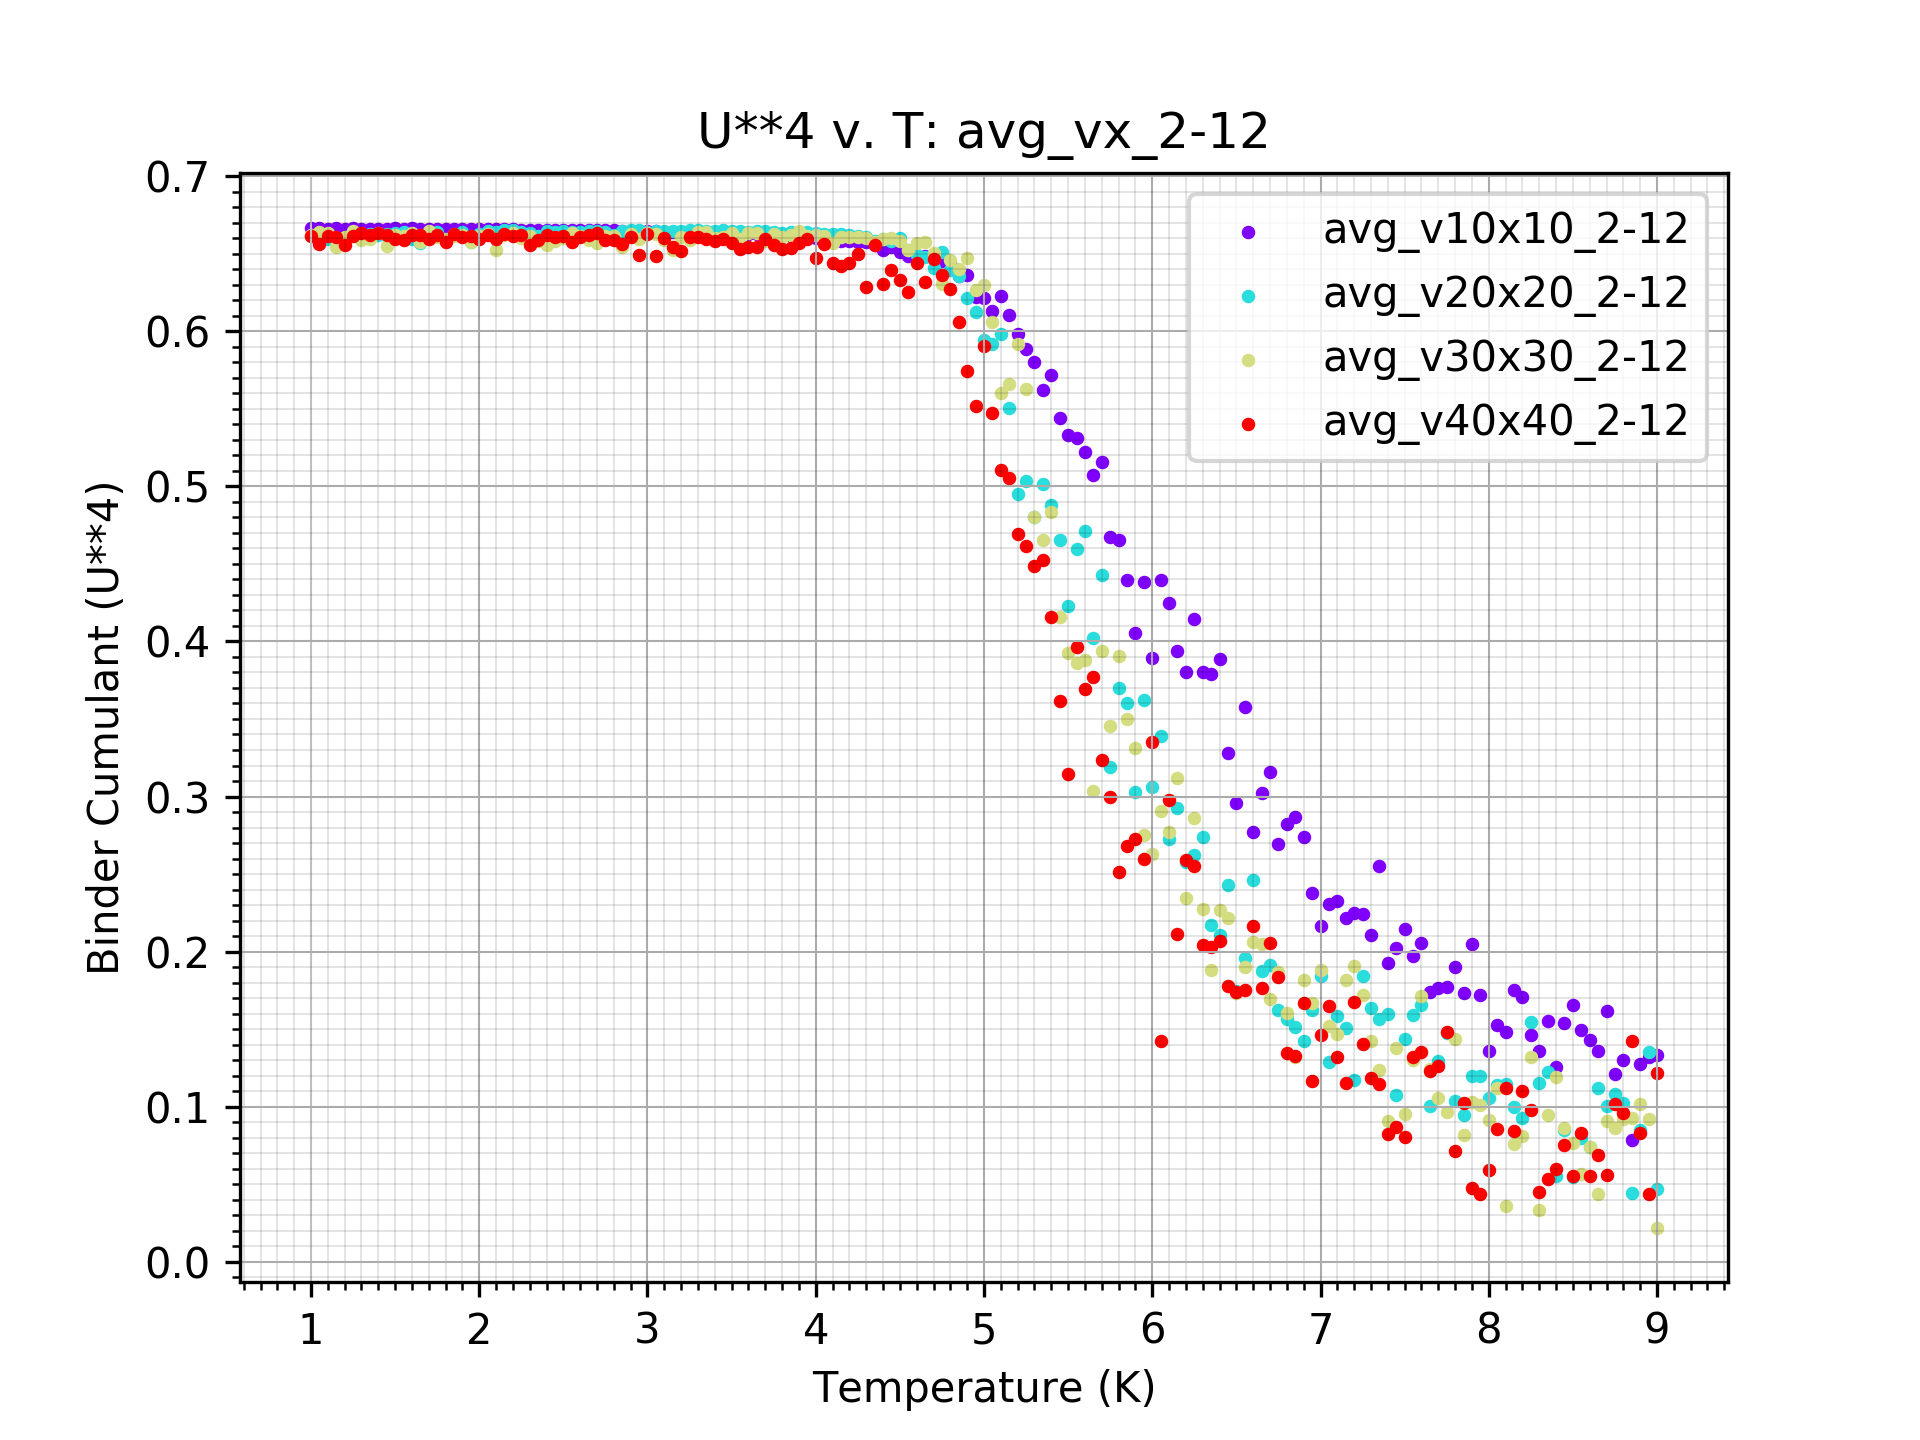 U**4 v. T: avg_vx_2-12
0.7
0.6
0.5
0.4
0.3
0.2
0.1
0.0
Binder Cumulant (U**4)
avg_v10x10_2-12
avg_v20x20_2-12
avg_v30x30_2-12
avg_v40x40_2-12
1 2 3 4 5 6 7 8 9
Temperature (K)